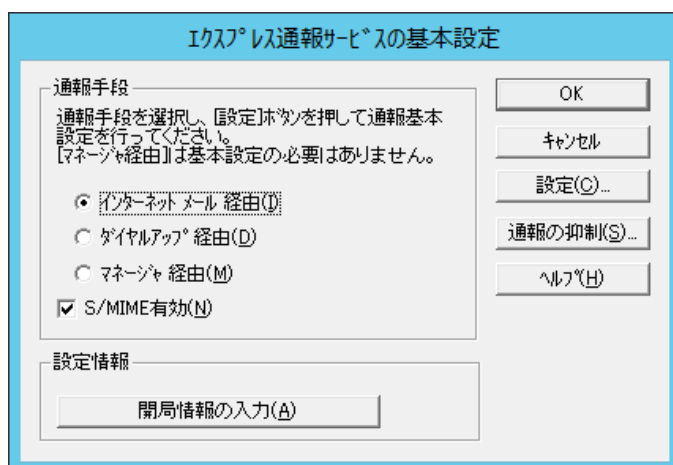 ｴｸｽﾌﾟﾚｽ通報ｻｰﾋﾞｽの基本設定
通報手段
通報手段を選択し、[設定]ﾎﾞﾀﾝを押して通報基本
設定を行ってください。
[ﾏﾈｰｼﾞｬ経由]は基本設定の必要はありません。
ｲﾝﾀｰﾈｯﾄ ﾒｰﾙ 経由(I)
ﾀﾞｲﾔﾙｱｯﾌﾟ 経由(D)
ﾏﾈｰｼﾞｬ 経由(M)
S/MIME有効(N)
設定情報
開局情報の入力(A)
OK
ｷｬﾝｾﾙ
設定(C)...
通報の抑制(S)...
ﾍﾙﾌﾟ(H)